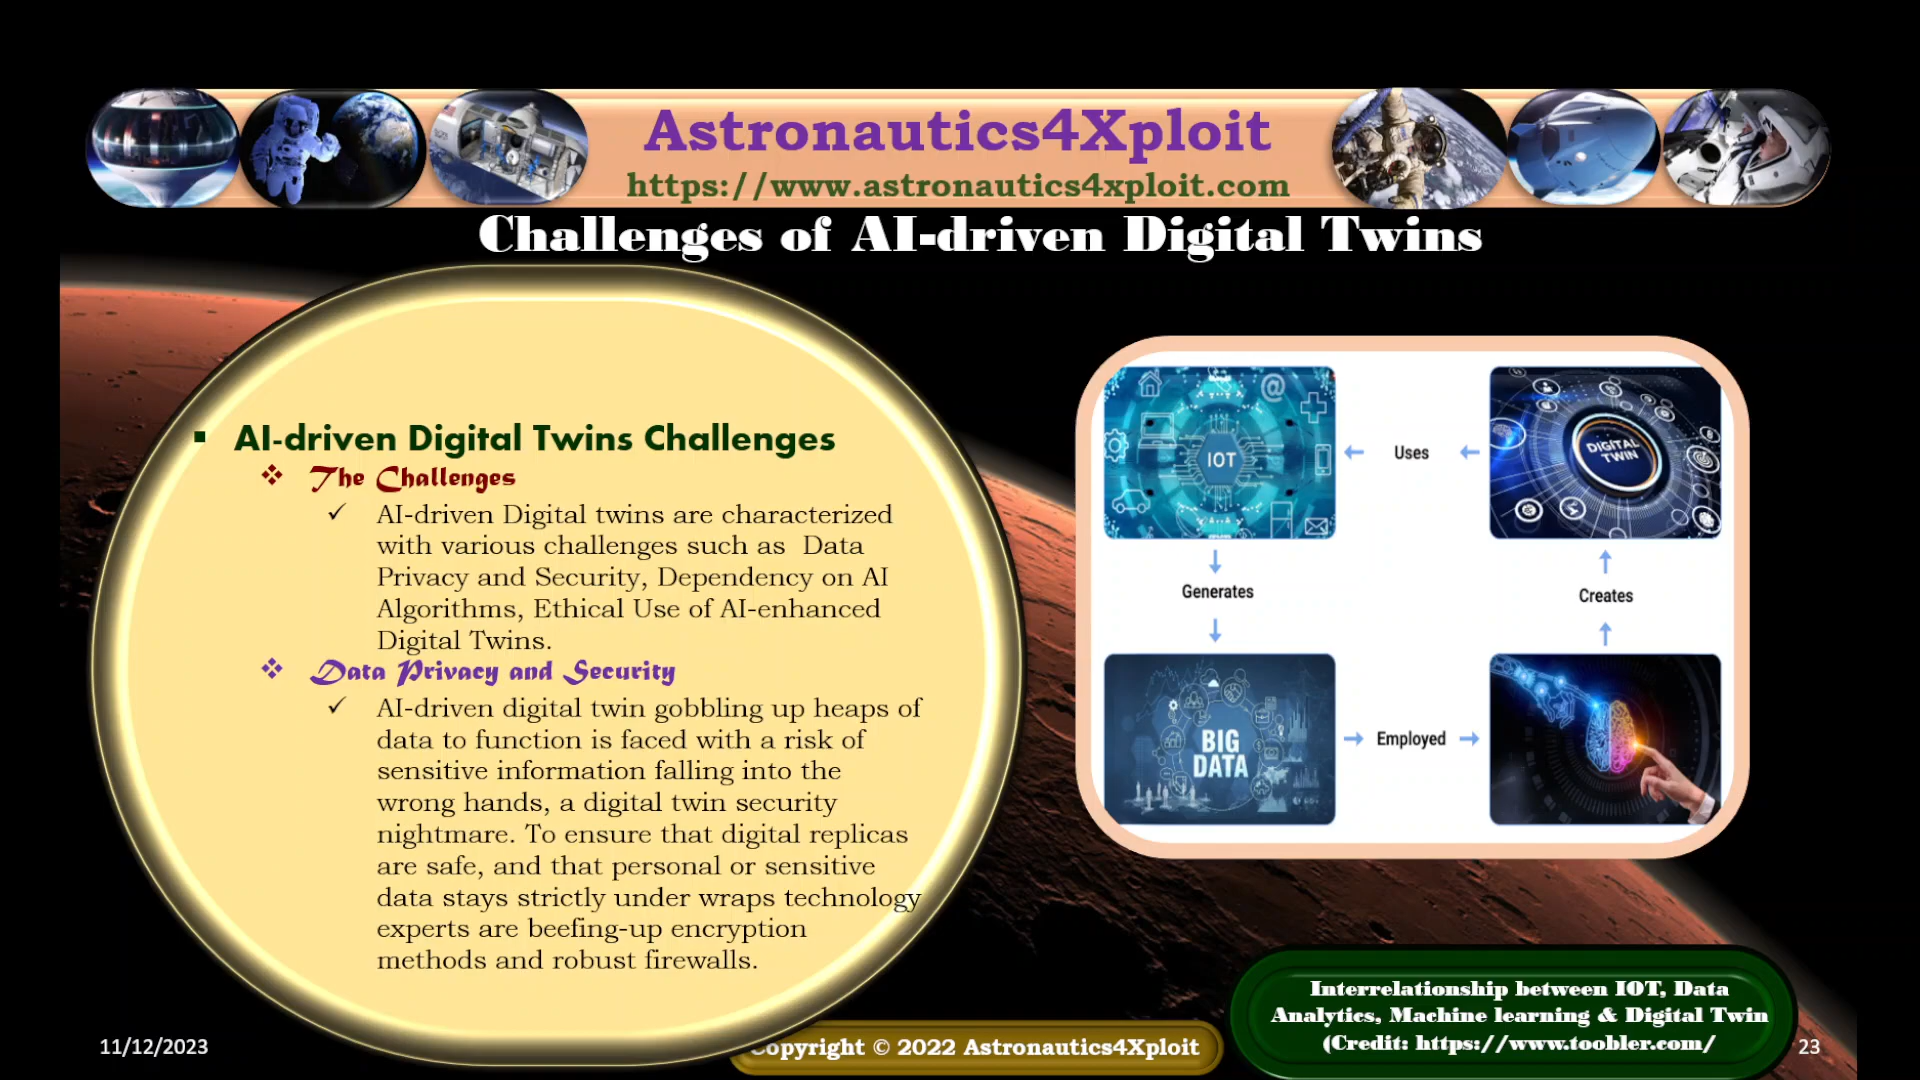 Astronautics4Xploit
https://www.astronautics4xploit.com
Challenges of AI-driven Digital Twins
AI-driven Digital Twins Challenges
The Challenges
AI-driven Digital twins are characterized
with various challenges such as Data
Privacy and Security, Dependency on AI
Algorithms, Ethical Use of AI-enhanced
Digital Twins.
Data Privacy and Security
AI-driven digital twin gobbling up heaps of
data to function is faced with a risk of
sensitive information falling into the
wrong hands, a digital twin security
nightmare. To ensure that digital replicas
are safe, and that personal or sensitive
data stays strictly under wraps technology
experts are beefing-up encryption
methods and robust firewalls.
IOT
Uses
DIGITAL
TWIN
Generates
Creates
BIG
DATA
Employed
Interrelationship between IOT, Data
Analytics, Machine learning & Digital Twin
(Credit: https://www.toobler.com/
11/12/2023
Copyright © 2022 Astronautics4Xploit
23